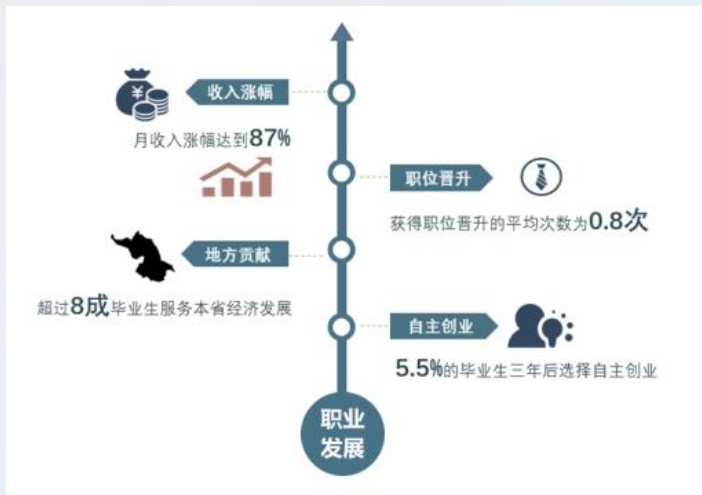 收入涨幅
月收入涨幅达到87%
职位晋升
获得职位晋升的平均次数为0.8次
地方贡献
超过8成毕业生服务本省经济发展
自主创业
5.5%的毕业生三年后选择自主创业
职业
发展